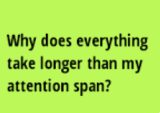 Why does everything
take longer than my
attention span?